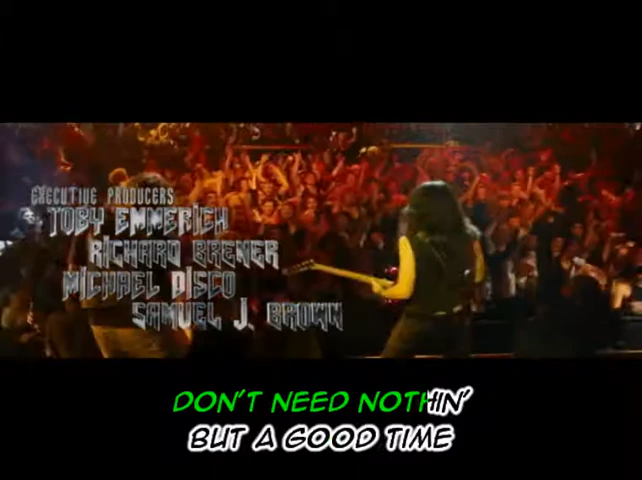 EXECUTIVE PRODUCERS
TOBY EMMERICH
RICHARD BRENER
MICHAEL DISCO
SAMUEL J. BROWN
DON'T NEED NOTHIN'
BUT A GOOD TIME